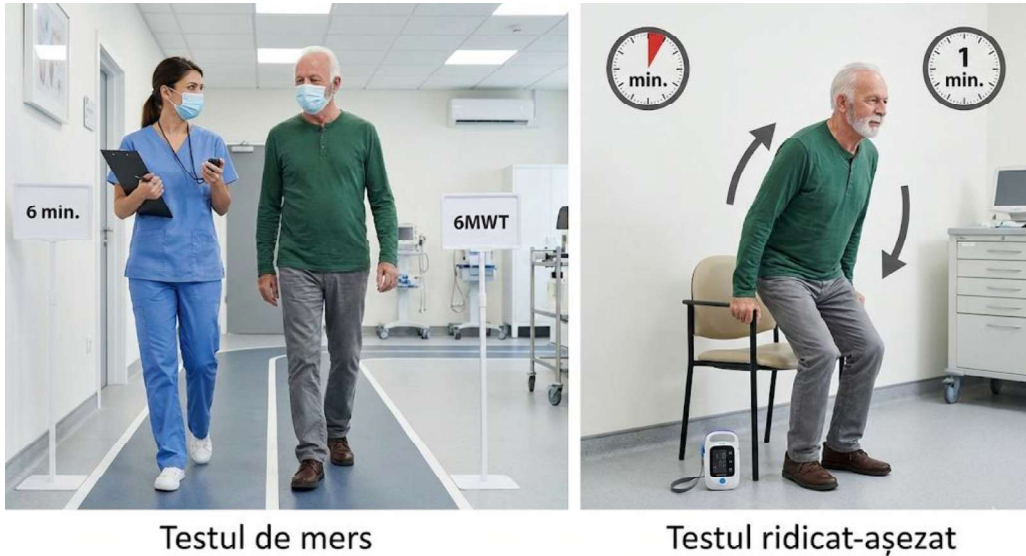 6 min.
6MWT
min.
1
min.
Testul de mers
Testul ridicat-așezat